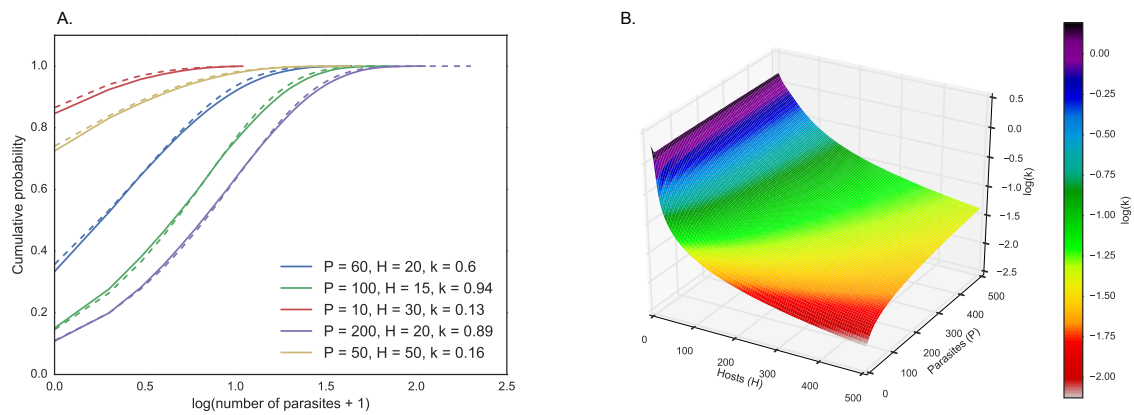 A.
Cumulative probability
1.0
0.8
0.6
0.4
0.2
0.0
0.0 0.5 1.0 1.5 2.0 2.5
log(number of parasites + 1)
P = 60, H = 20, k = 0.6
P = 100, H = 15, k = 0.94
P = 10, H = 30, k = 0.13
P = 200, H = 20, k = 0.89
P = 50, H = 50, k = 0.16
B.
0.5
0.0
−0.5
−1.0
−1.5
−2.0
−2.5
log(k)
0 100 200 300 400 500
Hosts (H)
0 100 200 300 400 500
Parasites (P)
0.00
−0.25
−0.50
−0.75
−1.00
−1.25
−1.50
−1.75
−2.00
log(k)